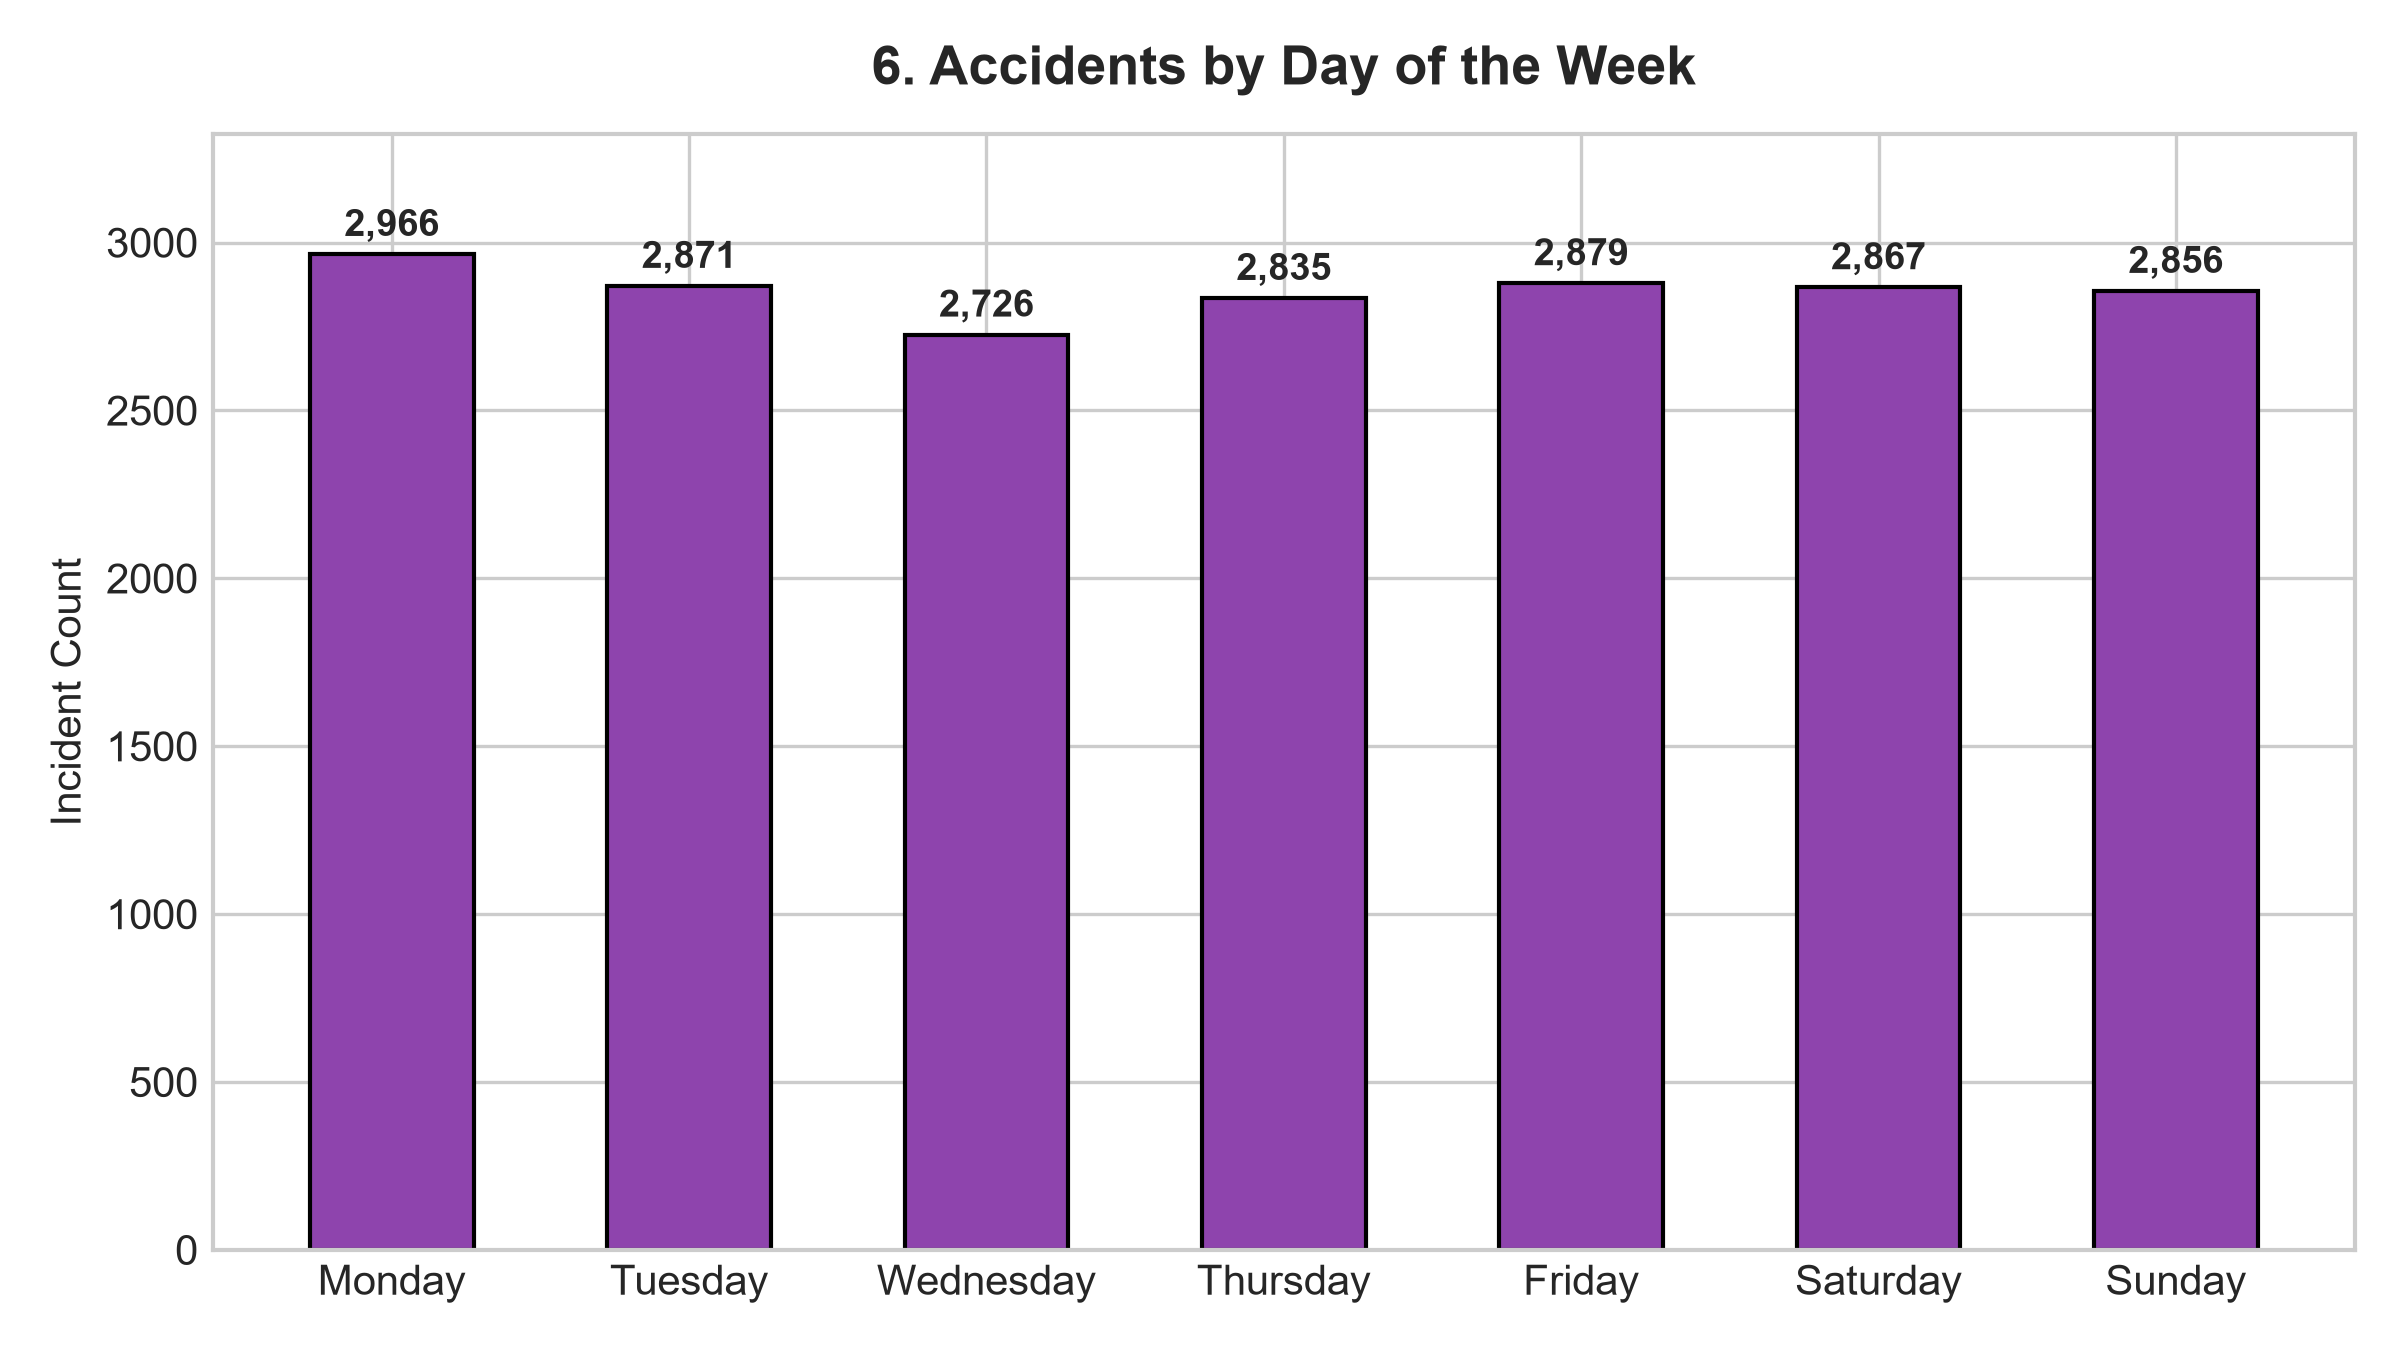 6. Accidents by Day of the Week
Incident Count
3000
2500
2000
1500
1000
500
0
2,966
2,871
2,726
2,835
2,879
2,867
2,856
Monday
Tuesday
Wednesday
Thursday
Friday
Saturday
Sunday